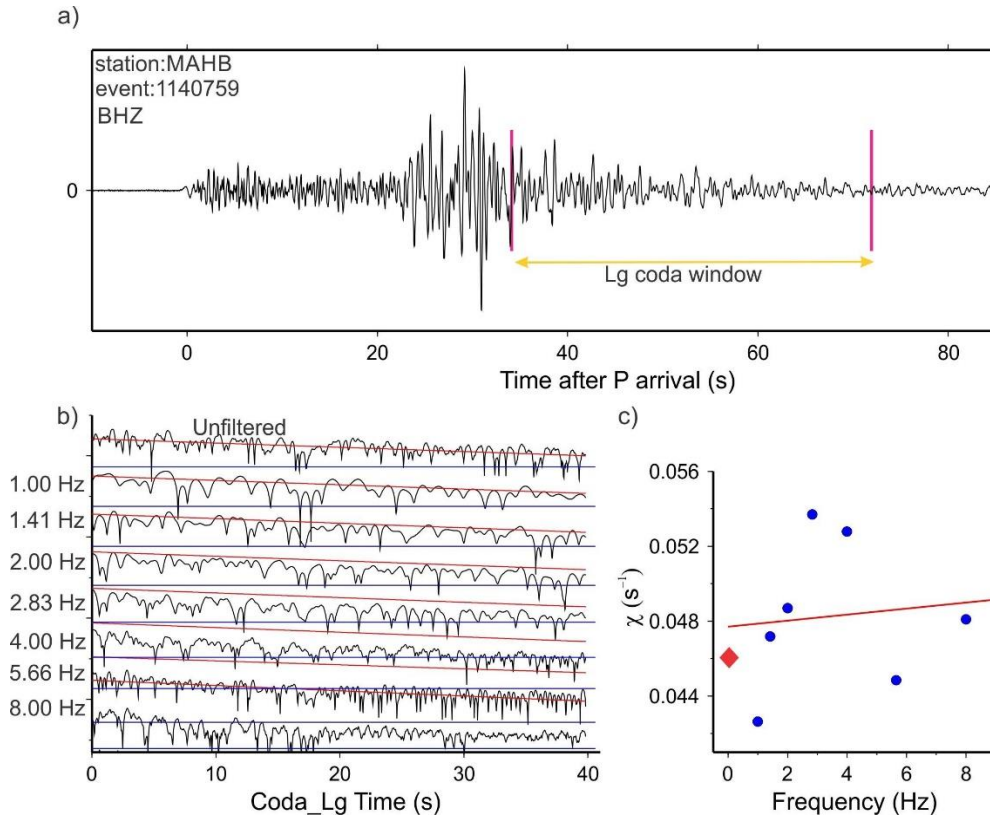 a)
station:MAHB
event:1140759
BHZ
0
Lg coda window
0 20 40 60 80
Time after P arrival (s)
b)
Unfiltered
1.00 Hz
1.41 Hz
2.00 Hz
2.83 Hz
4.00 Hz
5.66 Hz
8.00 Hz
0 10 20 30 40
Coda_Lg Time (s)
c)
0.056
0.052
0.048
0.044
χ (s⁻¹)
0 2 4 6 8
Frequency (Hz)